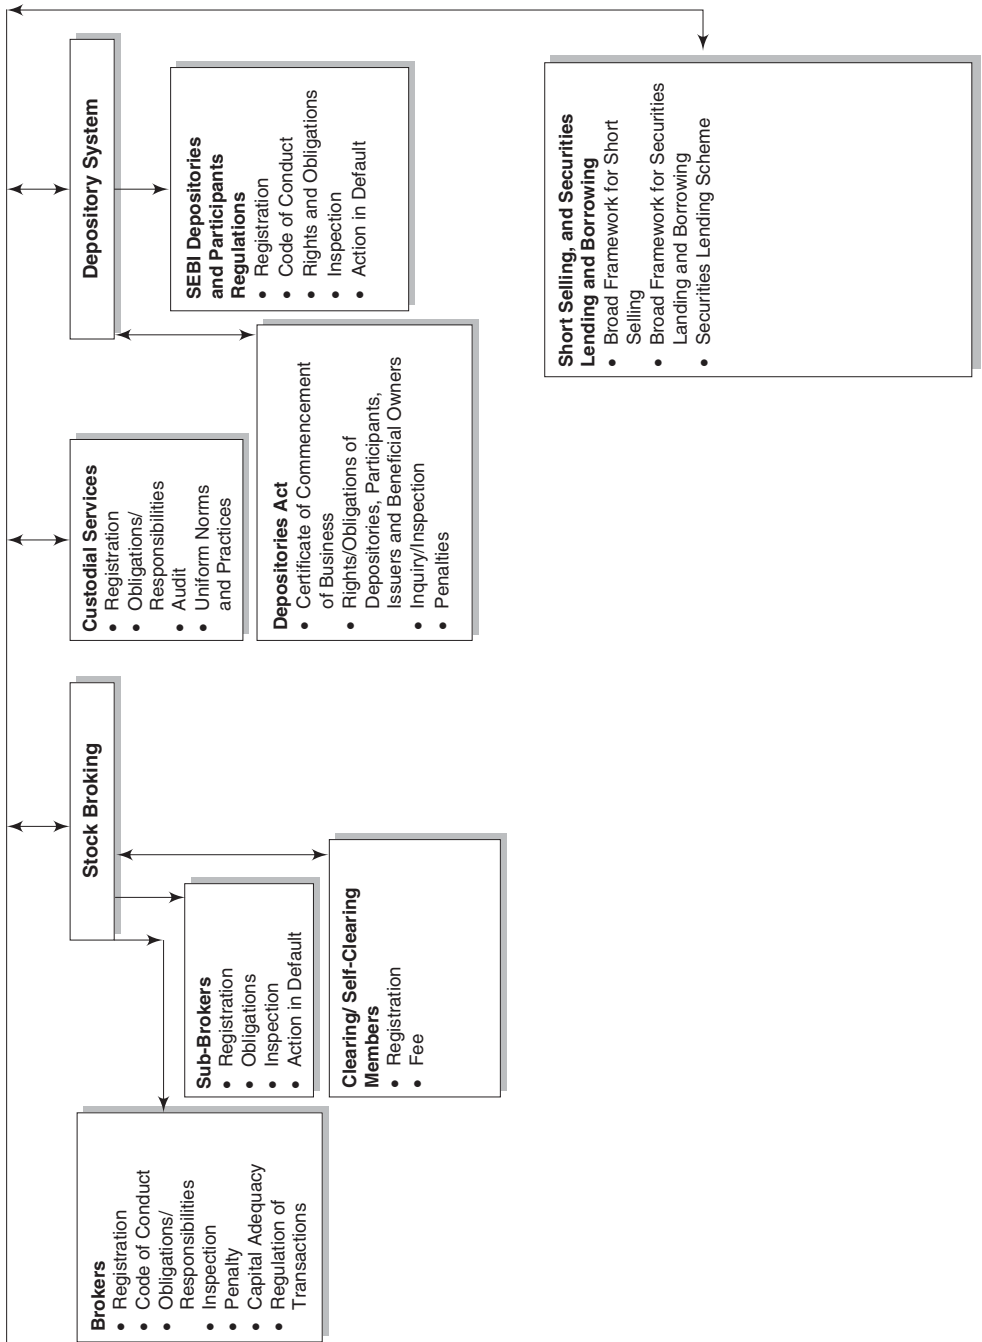 Stock Broking
Brokers
• Registration
• Code of Conduct
• Obligations/
Responsibilities
• Inspection
• Penalty
• Capital Adequacy
• Regulation of
Transactions
Sub-Brokers
• Registration
• Obligations
• Inspection
• Action in Default
Clearing/ Self-Clearing
Members
• Registration
• Fee
Custodial Services
• Registration
• Obligations/
Responsibilities
• Audit
• Uniform Norms
and Practices
Depository System
Depositories Act
• Certificate of Commencement
of Business
• Rights/Obligations of
Depositories, Participants,
Issuers and Beneficial Owners
• Inquiry/Inspection
• Penalties
SEBI Depositories
and Participants
Regulations
• Registration
• Code of Conduct
• Rights and Obligations
• Inspection
• Action in Default
Short Selling, and Securities
Lending and Borrowing
• Broad Framework for Short
Selling
• Broad Framework for Securities
Landing and Borrowing
• Securities Lending Scheme